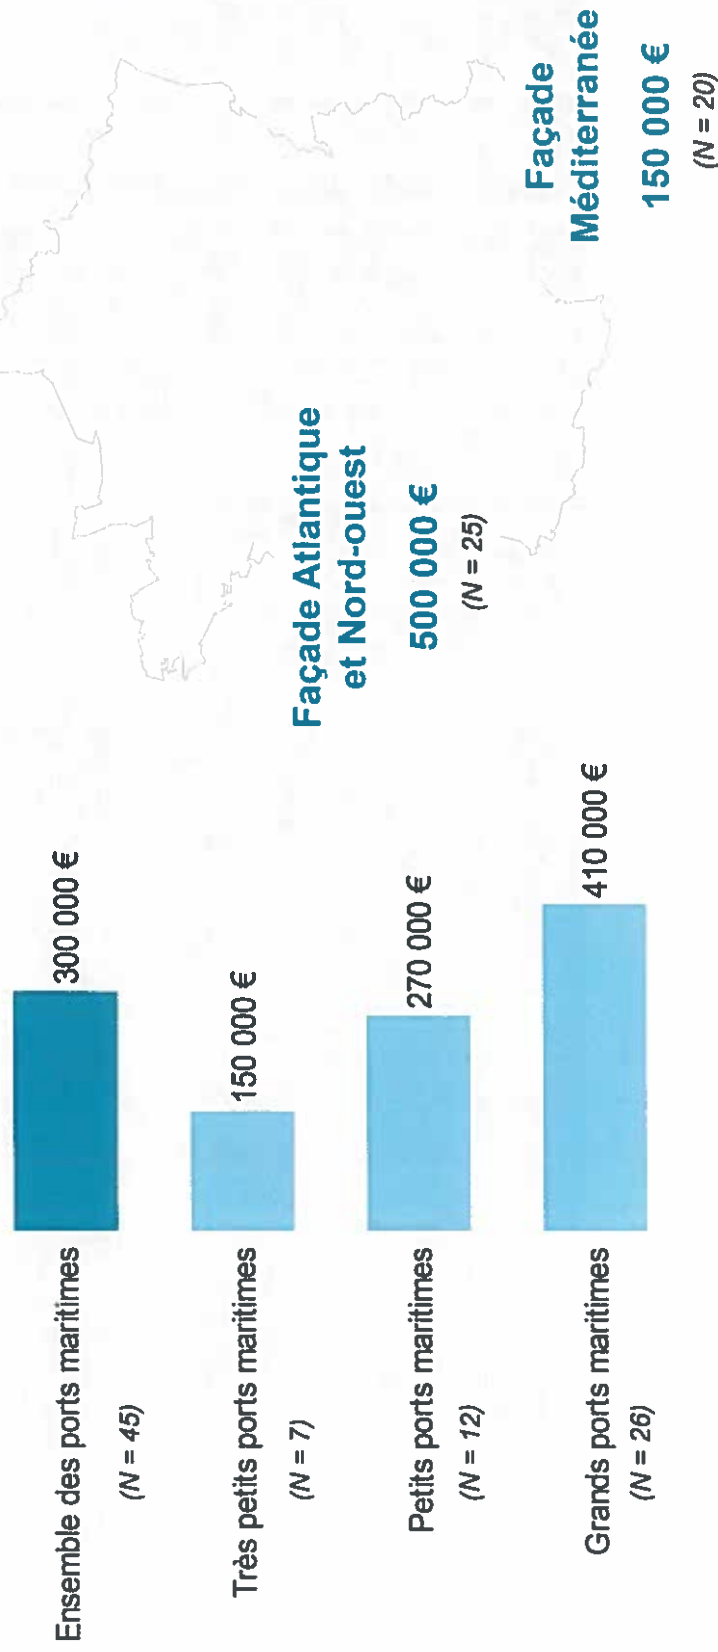 Ensemble des ports maritimes
(N = 45)
300 000 €
Très petits ports maritimes
(N = 7)
150 000 €
Petits ports maritimes
(N = 12)
270 000 €
Grands ports maritimes
(N = 26)
410 000 €
Façade Atlantique
et Nord-ouest
500 000 €
(N = 25)
Façade
Méditerranée
150 000 €
(N = 20)